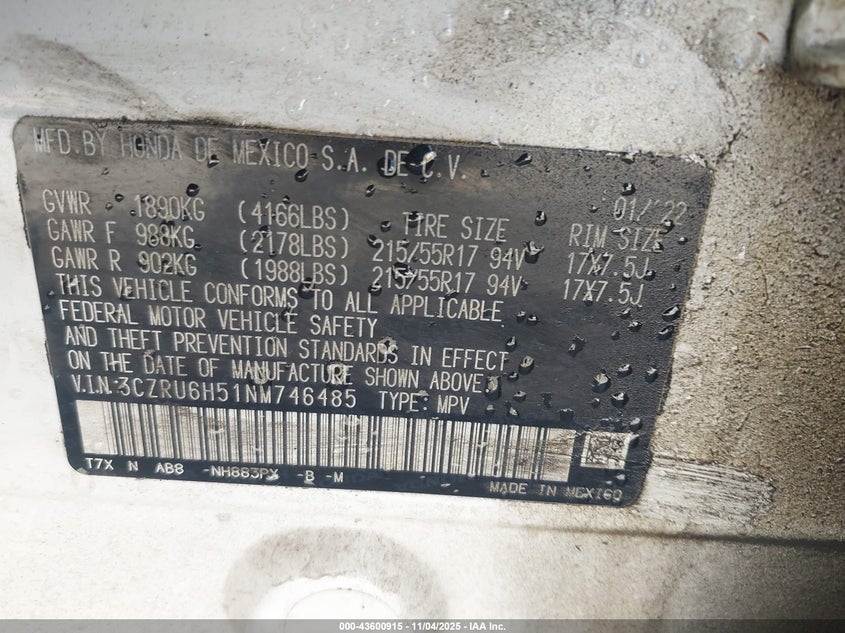 MFD.BY HONDA DE MEXICO S.A. DE C.V.
01/'22
GVWR 1890KG (4166LBS) TIRE SIZE RIM SIZE
GAWR F 988KG (2178LBS) 215/55R17 94V 17X7.5J
GAWR R 902KG (1988LBS) 215/55R17 94V 17X7.5J
THIS VEHICLE CONFORMS TO ALL APPLICABLE
FEDERAL MOTOR VEHICLE SAFETY
AND THEFT PREVENTION STANDARDS IN EFFECT
ON THE DATE OF MANUFACTURE SHOWN ABOVE.
V.I.N. 3CZRU6H51NM746485 TYPE: MPV
T7X N AB8 -NH883PX -B -M
MADE IN MEXICO
000-43600915 - 11/04/2025 - IAA Inc.